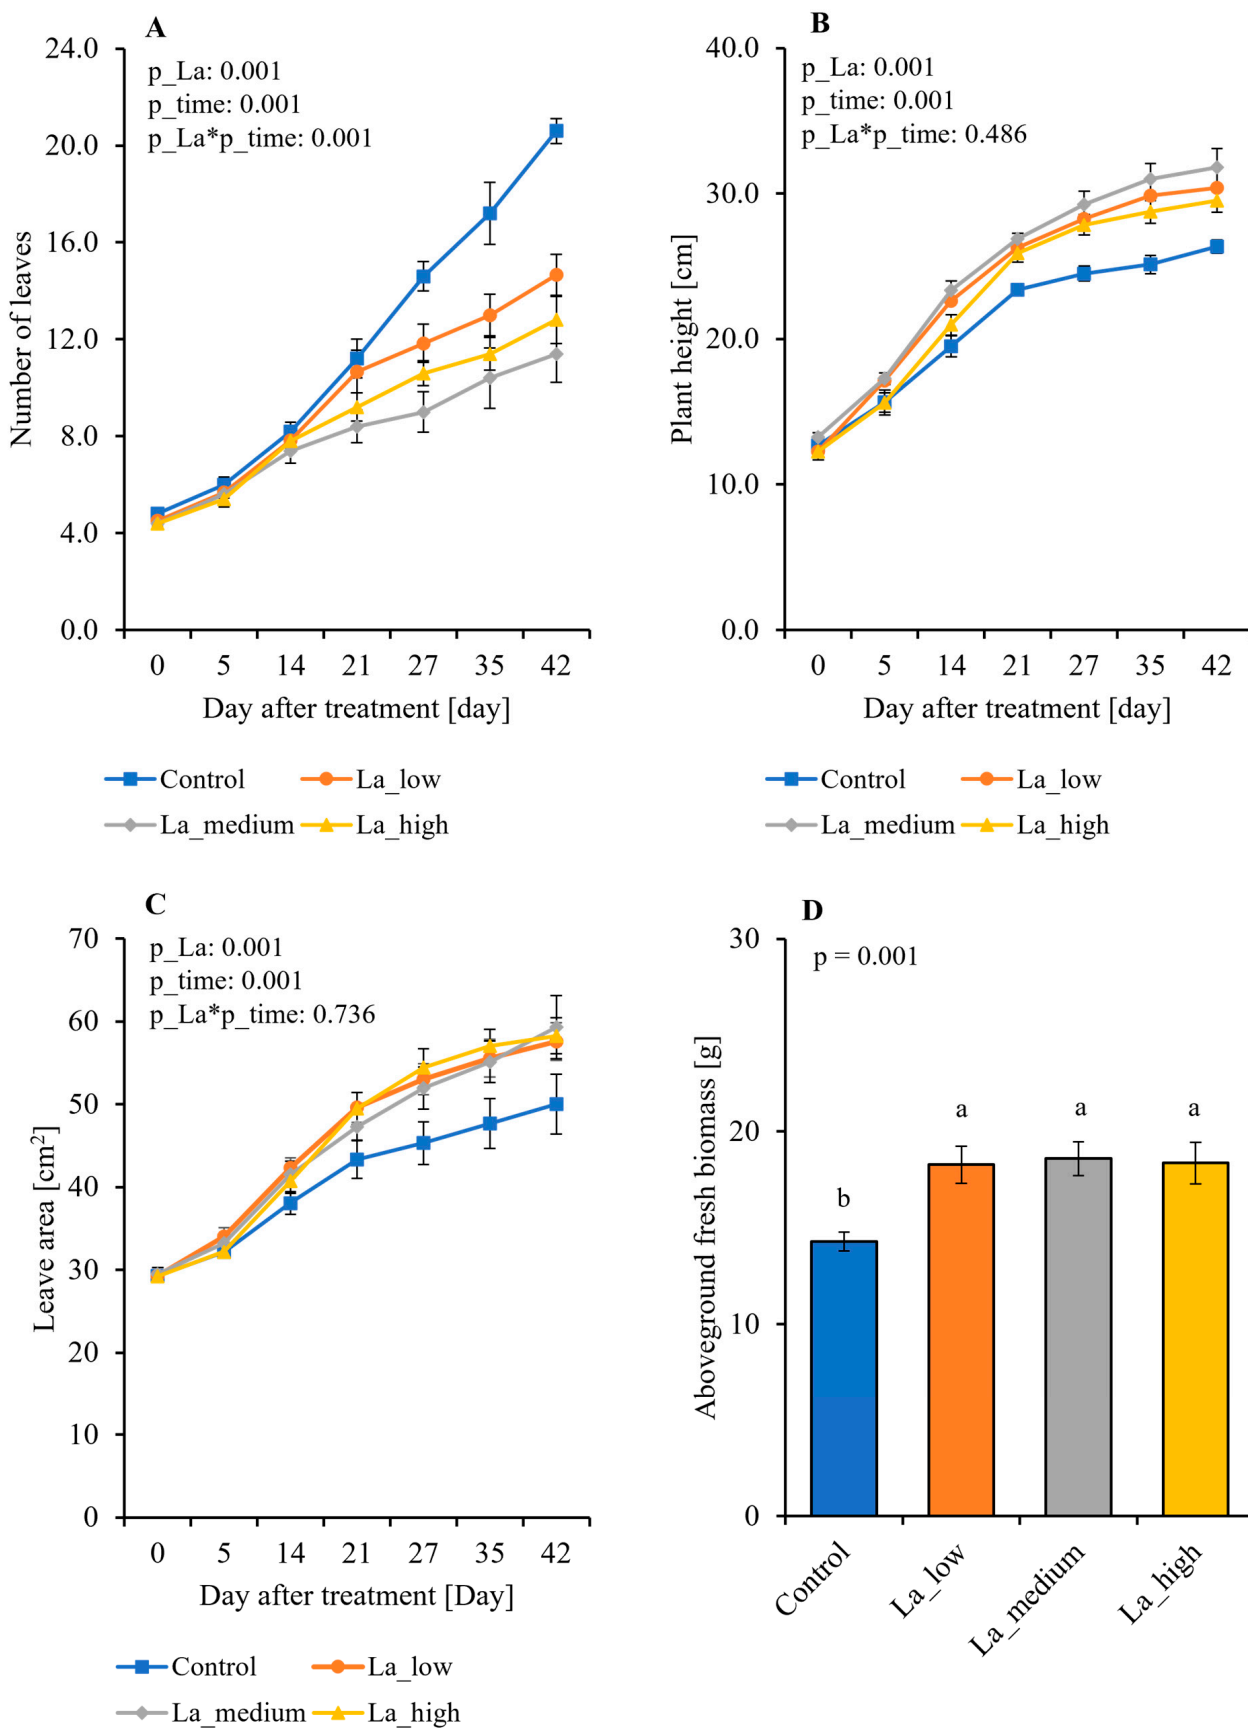 A
24.0
20.0
16.0
12.0
8.0
4.0
0.0
Number of leaves
p_La: 0.001
p_time: 0.001
p_La*p_time: 0.001
0 5 14 21 27 35 42
Day after treatment [day]
Control La_low
La_medium La_high
B
40.0
30.0
20.0
10.0
0.0
Plant height [cm]
p_La: 0.001
p_time: 0.001
p_La*p_time: 0.486
0 5 14 21 27 35 42
Day after treatment [day]
Control La_low
La_medium La_high
C
70
60
50
40
30
20
10
0
Leave area [cm²]
p_La: 0.001
p_time: 0.001
p_La*p_time: 0.736
0 5 14 21 27 35 42
Day after treatment [Day]
Control La_low
La_medium La_high
D
30
20
10
0
Aboveground fresh biomass [g]
p = 0.001
b a a a
Control La_low La_medium La_high